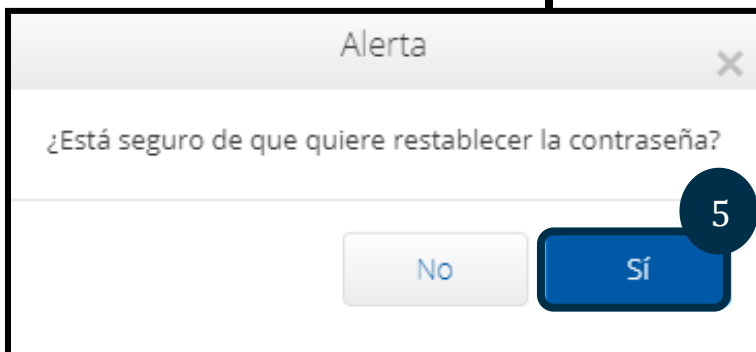 Alerta
¿Está seguro de que quiere restablecer la contraseña?
5
No
Sí